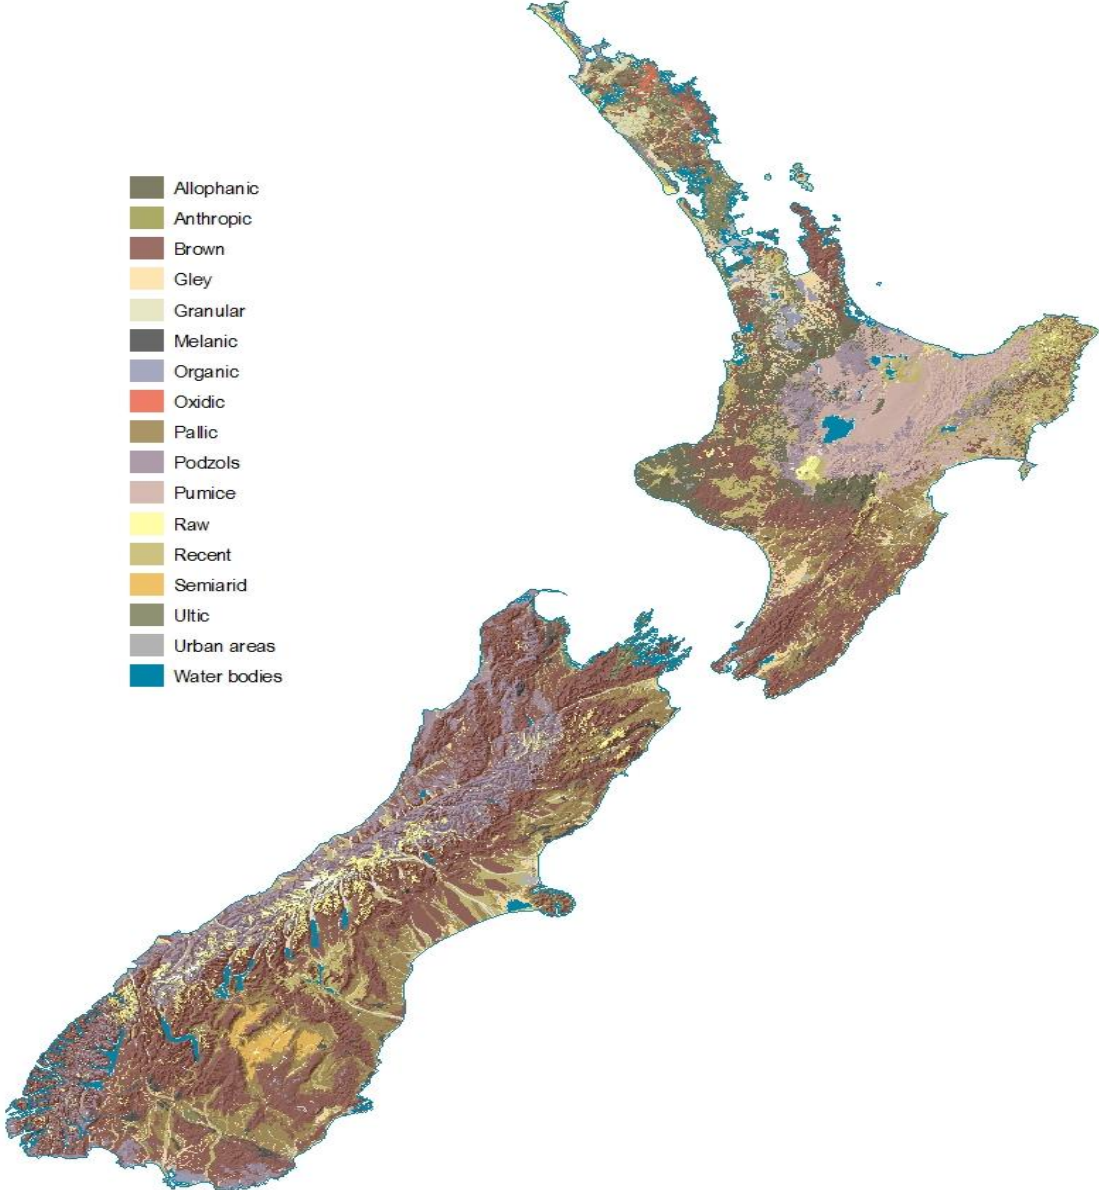 Allophanic
Anthropic
Brown
Gley
Granular
Melanic
Organic
Oxidic
Pallic
Podzols
Pumice
Raw
Recent
Semiarid
Ultic
Urban areas
Water bodies